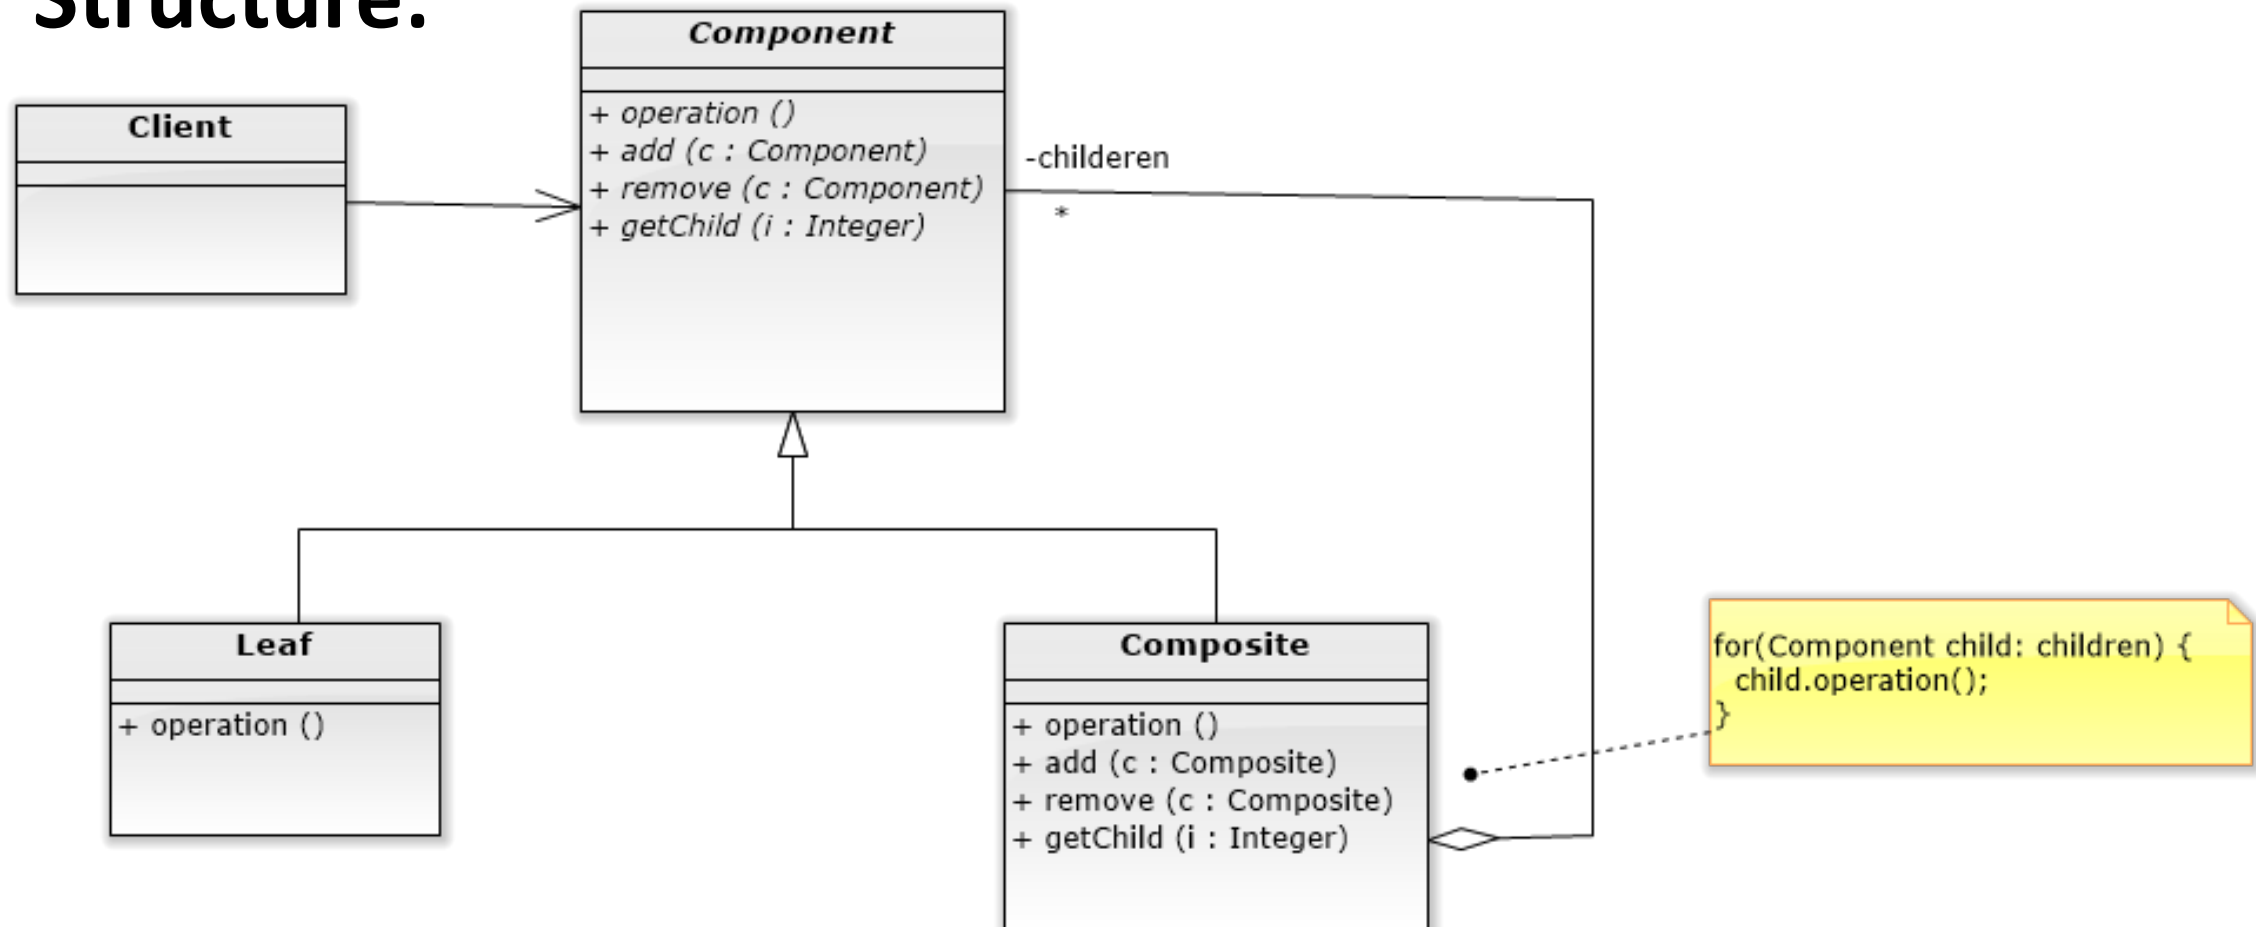 Structure:
Component
+ operation ()
+ add (c : Component)
+ remove (c : Component)
+ getChild (i : Integer)
Client
-childeren
*
Leaf
+ operation ()
Composite
+ operation ()
+ add (c : Composite)
+ remove (c : Composite)
+ getChild (i : Integer)
for(Component child: children) {
child.operation();
}